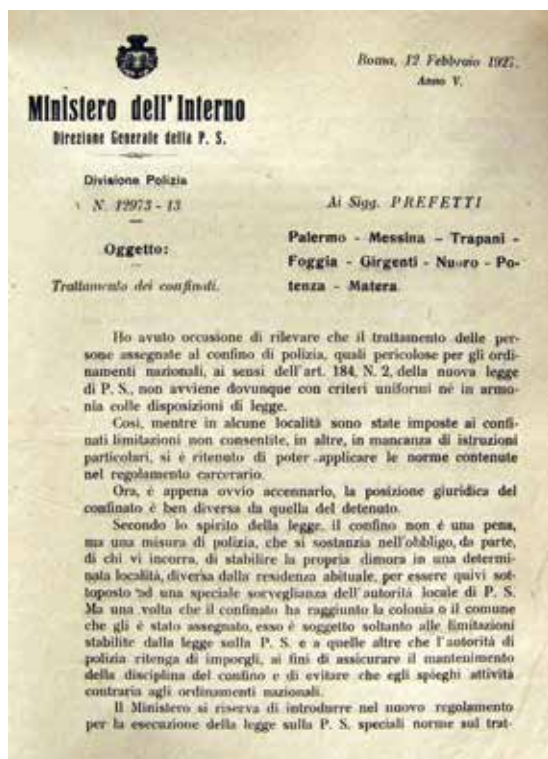 Roma, 12 Febbraio 1927.
Anno V.
Ministero dell'Interno
Direzione Generale della P. S.
Divisione Polizia
N. 12973 - 13
Ai Sigg. PREFETTI
Oggetto:
Palermo - Messina - Trapani -
Foggia - Girgenti - Nuoro - Po-
tenza - Matera
Trattamento dei confinati.
Ho avuto occasione di rilevare che il trattamento delle per-
sone assegnate al confino di polizia, quali pericolose per gli ordi-
namenti nazionali, ai sensi dell'art. 184, N. 2, della nuova legge
di P. S., non avviene dovunque con criteri uniformi nè in armo-
nia colle disposizioni di legge.
Così, mentre in alcune località sono state imposte ai confi-
nati limitazioni non consentite, in altre, in mancanza di istruzioni
particolari, si è ritenuto di poter applicare le norme contenute
nel regolamento carcerario.
Ora, è appena ovvio accennarlo, la posizione giuridica del
confinato è ben diversa da quella del detenuto.
Secondo lo spirito della legge, il confino non è una pena,
ma una misura di polizia, che si sostanzia nell'obbligo, da parte,
di chi vi incorra, di stabilire la propria dimora in una determi-
nata località, diversa dalla residenza abituale, per essere quivi sot-
toposto ad una speciale sorveglianza dell'autorità locale di P. S.
Ma una volta che il confinato ha raggiunto la colonia o il comune
che gli è stato assegnato, esso è soggetto soltanto alle limitazioni
stabilite dalla legge sulla P. S. e a quelle altre che l'autorità di
polizia ritenga di imporgli, ai fini di assicurare il mantenimento
della disciplina del confino e di evitare che egli spieghi attività
contraria agli ordinamenti nazionali.
Il Ministero si riserva di introdurre nel nuovo regolamento
per la esecuzione della legge sulla P. S. speciali norme sul trat-